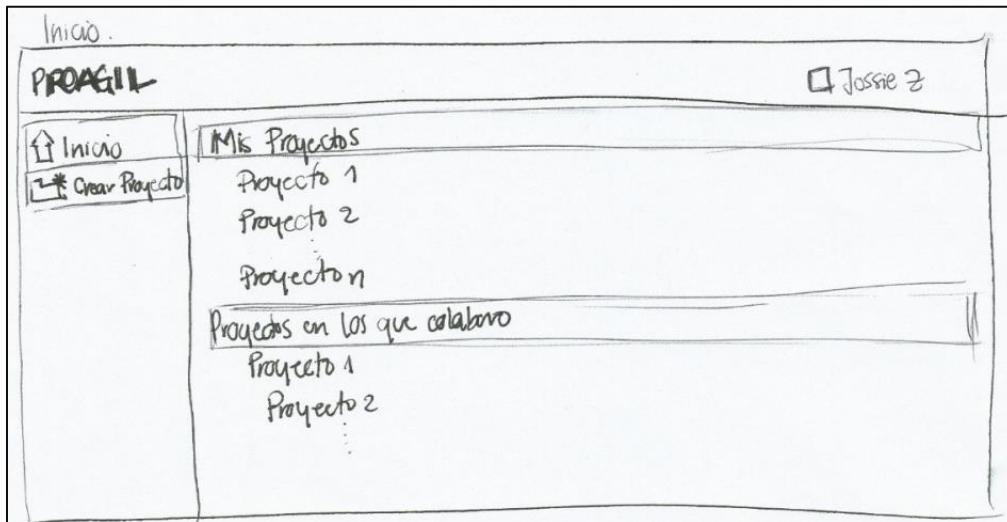 Inicio.
PROAGIL
Jossie Z
Inicio
Crear Proyecto
Mis Proyectos
Proyecto 1
Proyecto 2
Proyecto n
Proyectos en los que colaboro
Proyecto 1
Proyecto 2